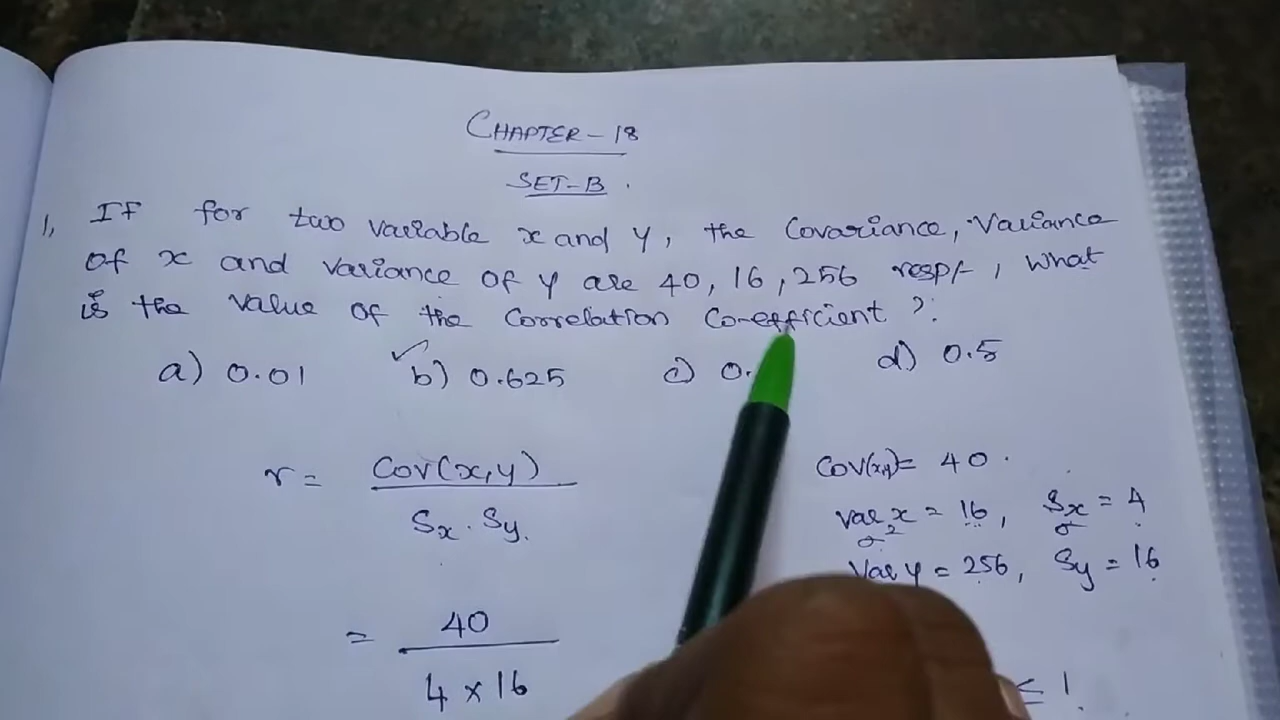 CHAPTER - 18
SET-B.
1, IF for two variable x and y, the Covariance, Variance
of x and variance of y are 40, 16, 256 respt, what
is the value of the Correlation Co-efficient ?:
a) 0.01 ✓b) 0.625 c) 0. d) 0.5
r = Cov(x,y) / Sx . Sy.
Cov(x,y) = 40.
var x = 16, Sx = 4
σ² σ
Var y = 256, Sy = 16
= 40 / 4 × 16
≤ 1.